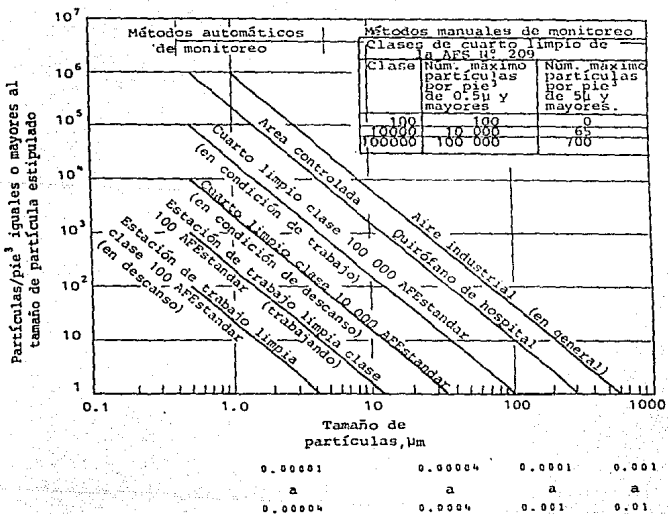 Partículas/pie³ iguales o mayores al
tamaño de partícula estipulado
10⁷
10⁶
10⁵
10⁴
10³
10²
10
1
Métodos automáticos
de monitoreo
Métodos manuales de monitoreo
Clases de cuarto limpio de
la AFS Nº. 209
Clase Núm. máximo partículas por pie³ de 0.5µ y mayores Núm. máximo partículas por pie³ de 5µ y mayores.
100 100 0
10000 10 000 65
100000 100 000 700
Aire industrial (en general)
Area controlada
Quirófano de hospital
Cuarto limpio clase 100 000 AFEstandar
(en condición de trabajo)
Cuarto limpio clase 10 000 AFEstandar
(en condición de descanso)
Estación de trabajo limpia clase
100 AFEstandar (trabajando)
Estación de trabajo limpia
clase 100 AFEstandar
(en descanso)
0.1 1.0 10 100 1000
Tamaño de
partículas,µm
0.00001 0.00004 0.0001 0.001
a a a a
0.00004 0.0004 0.001 0.01